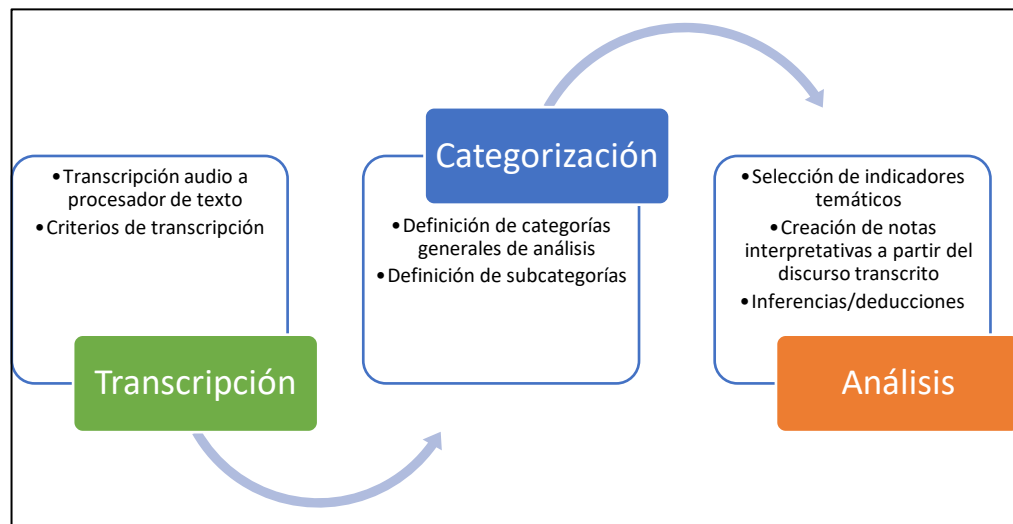 •Transcripción audio a
procesador de texto
•Criterios de transcripción
Transcripción
Categorización
•Definición de categorías
generales de análisis
•Definición de subcategorías
•Selección de indicadores
temáticos
•Creación de notas
interpretativas a partir del
discurso transcrito
•Inferencias/deducciones
Análisis